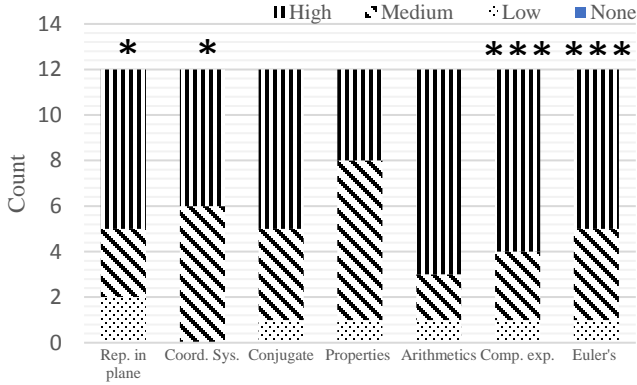 High Medium Low None
14
* * *** ***
12
10
8
6
4
2
0
Count
Rep. in
plane
Coord. Sys.
Conjugate
Properties
Arithmetics
Comp. exp.
Euler's